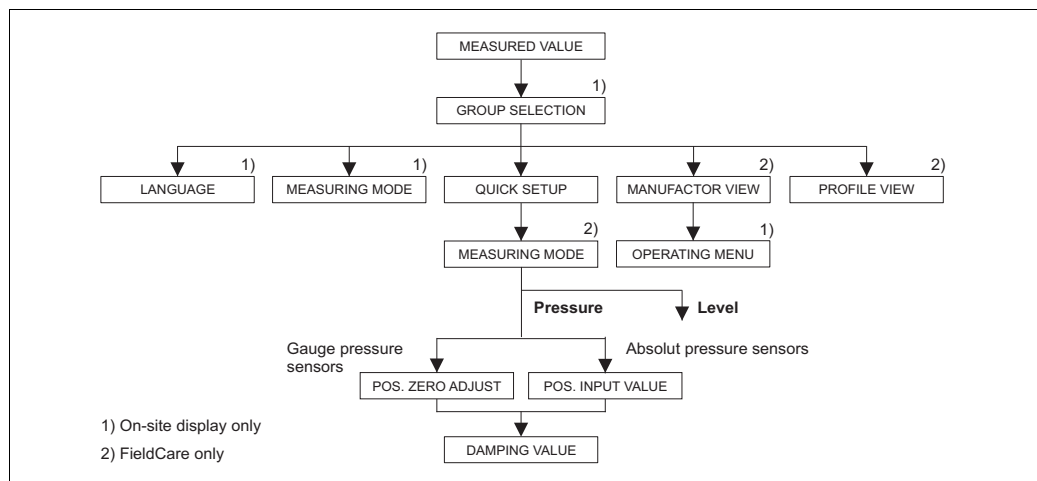 MEASURED VALUE
1)
GROUP SELECTION
1)
1)
2)
2)
LANGUAGE
MEASURING MODE
QUICK SETUP
MANUFACTOR VIEW
PROFILE VIEW
2)
1)
MEASURING MODE
OPERATING MENU
Pressure
Level
Gauge pressure
sensors
Absolut pressure sensors
POS. ZERO ADJUST
POS. INPUT VALUE
1) On-site display only
2) FieldCare only
DAMPING VALUE